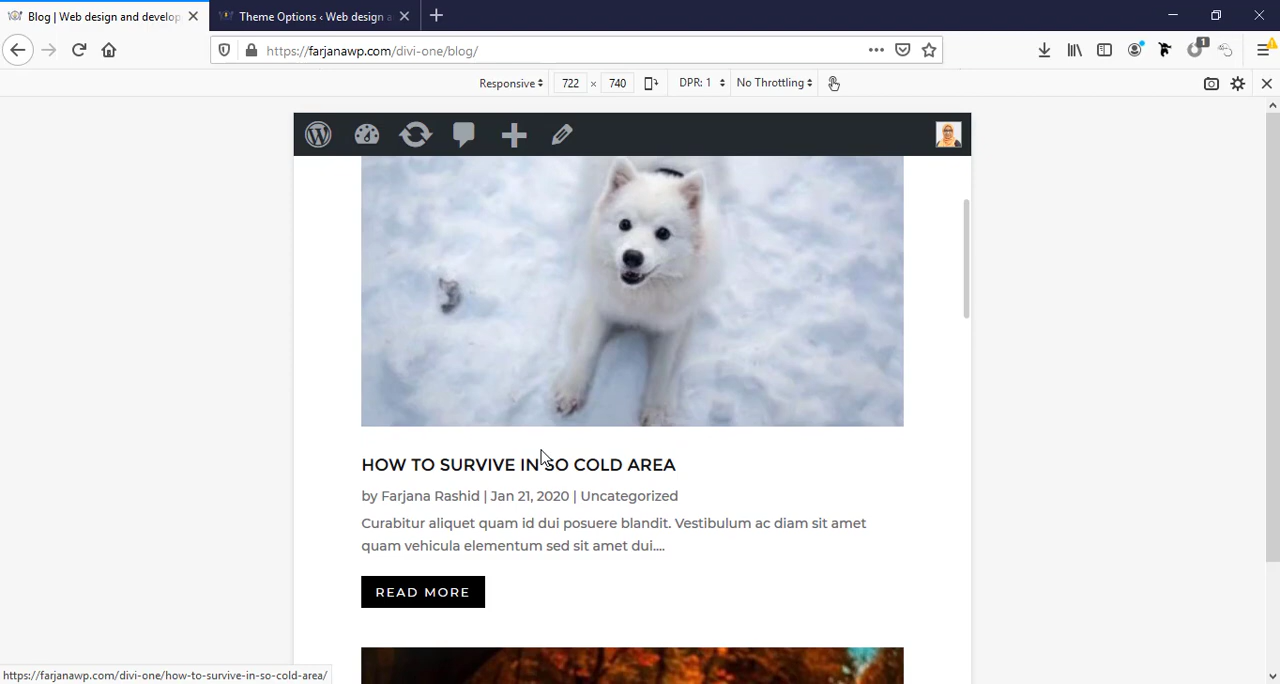 Blog | Web design and develop
Theme Options ‹ Web design a
https://farjanawp.com/divi-one/blog/
1
Responsive
722 × 740
DPR: 1
No Throttling
HOW TO SURVIVE IN SO COLD AREA
by Farjana Rashid | Jan 21, 2020 | Uncategorized
Curabitur aliquet quam id dui posuere blandit. Vestibulum ac diam sit amet
quam vehicula elementum sed sit amet dui....
READ MORE
https://farjanawp.com/divi-one/how-to-survive-in-so-cold-area/